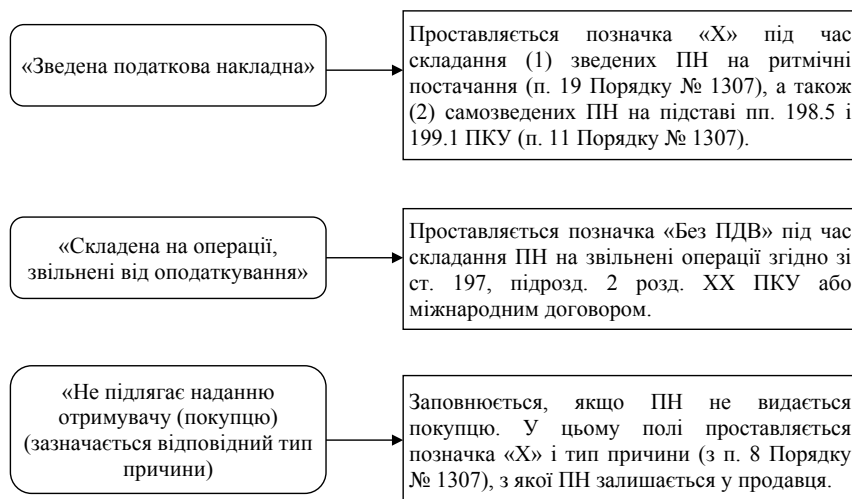 «Зведена податкова накладна»
Проставляється позначка «Х» під час
складання (1) зведених ПН на ритмічні
постачання (п. 19 Порядку № 1307), а також
(2) самозведених ПН на підставі пп. 198.5 і
199.1 ПКУ (п. 11 Порядку № 1307).
«Складена на операції,
звільнені від оподаткування»
Проставляється позначка «Без ПДВ» під час
складання ПН на звільнені операції згідно зі
ст. 197, підрозд. 2 розд. ХХ ПКУ або
міжнародним договором.
«Не підлягає наданню
отримувачу (покупцю)
(зазначається відповідний тип
причини)
Заповнюється, якщо ПН не видається
покупцю. У цьому полі проставляється
позначка «Х» і тип причини (з п. 8 Порядку
№ 1307), з якої ПН залишається у продавця.